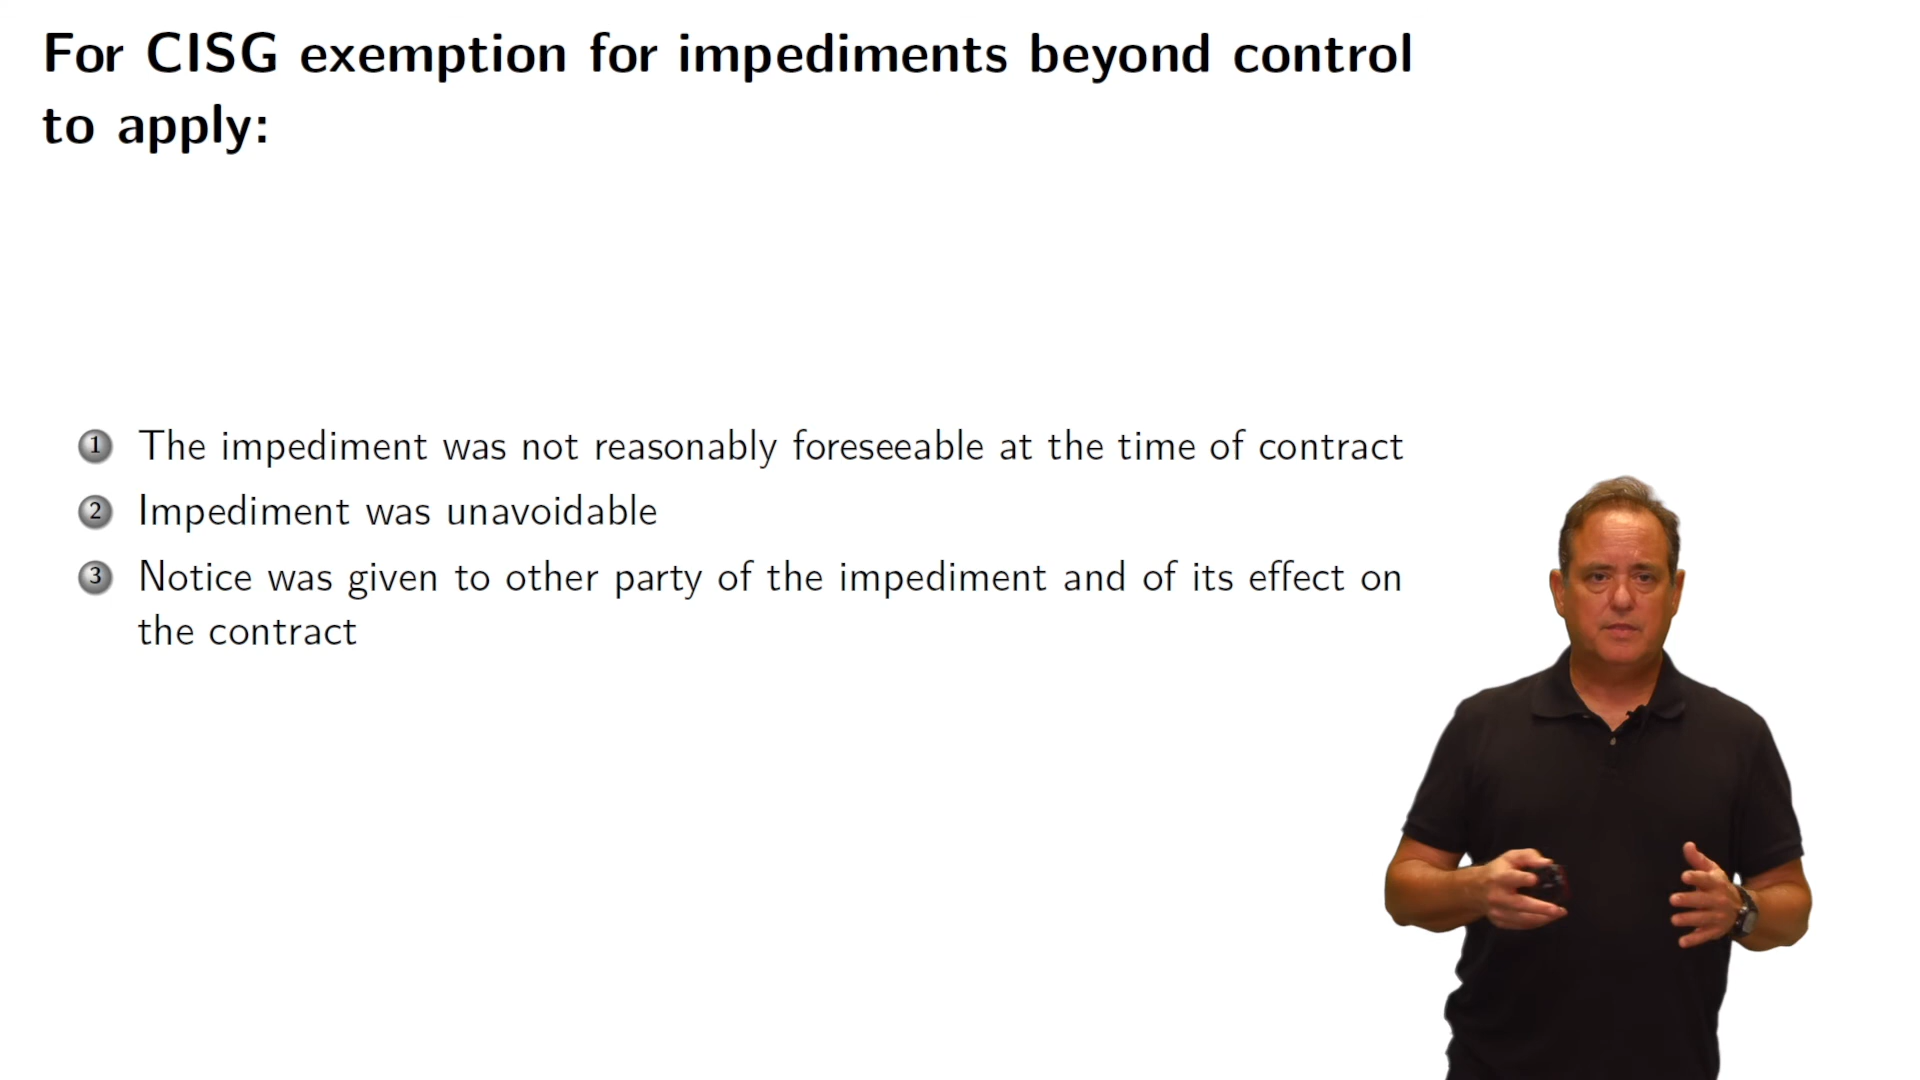 For CISG exemption for impediments beyond control
to apply:
1 The impediment was not reasonably foreseeable at the time of contract
2 Impediment was unavoidable
3 Notice was given to other party of the impediment and of its effect on
the contract